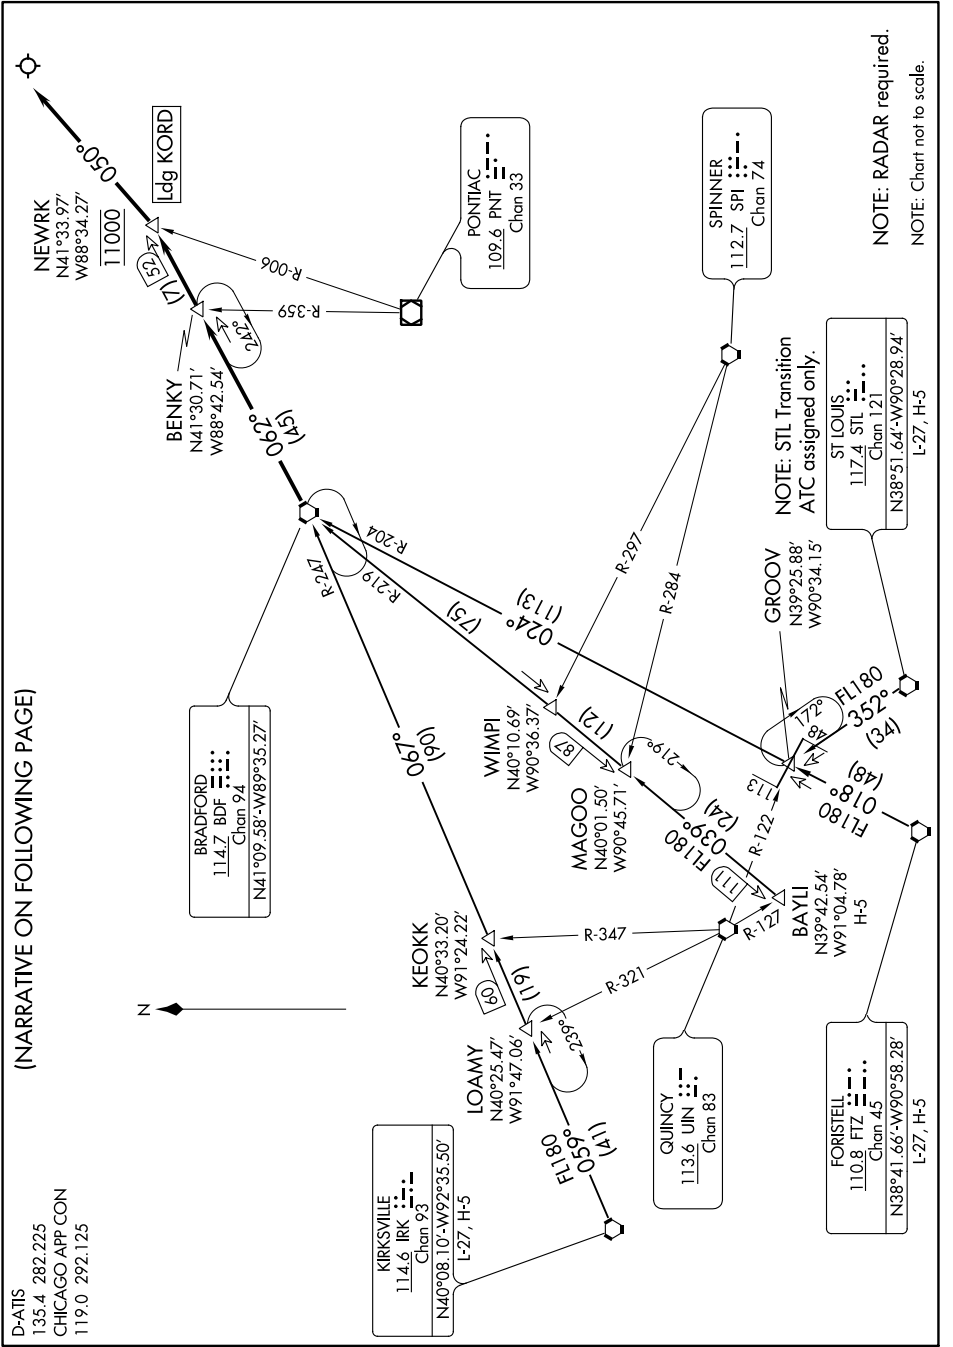 (NARRATIVE ON FOLLOWING PAGE)
D-ATIS
135.4 282.225
CHICAGO APP CON
119.0 292.125
N
NEWRK
N41°33.97'
W88°34.27'
11000
050°
Ldg KORD
(7)
52
BENKY
N41°30.71'
W88°42.54'
242°
R-006
R-359
062°
(45)
PONTIAC
109.6 PNT
Chan 33
BRADFORD
114.7 BDF
Chan 94
N41°09.58'-W89°35.27'
R-247
R-219
R-204
067°
(90)
(75)
024°
(113)
SPINNER
112.7 SPI
Chan 74
R-297
R-284
KEOKK
N40°33.20'
W91°24.22'
60
(19)
LOAMY
N40°25.47'
W91°47.06'
239°
FL180
059°
(41)
KIRKSVILLE
114.6 IRK
Chan 93
N40°08.10'-W92°35.50'
L-27, H-5
WIMPI
N40°10.69'
W90°36.37'
(12)
87
MAGOO
N40°01.50'
W90°45.71'
219°
FL180
039°
(24)
111
R-347
R-321
R-127
R-122
113
BAYLI
N39°42.54'
W91°04.78'
H-5
QUINCY
113.6 UIN
Chan 83
GROOV
N39°25.88'
W90°34.15'
172°
48
FL180
352°
(34)
FL180
018°
(48)
NOTE: STL Transition
ATC assigned only.
ST LOUIS
117.4 STL
Chan 121
N38°51.64'-W90°28.94'
L-27, H-5
FORISTELL
110.8 FTZ
Chan 45
N38°41.66'-W90°58.28'
L-27, H-5
NOTE: RADAR required.
NOTE: Chart not to scale.